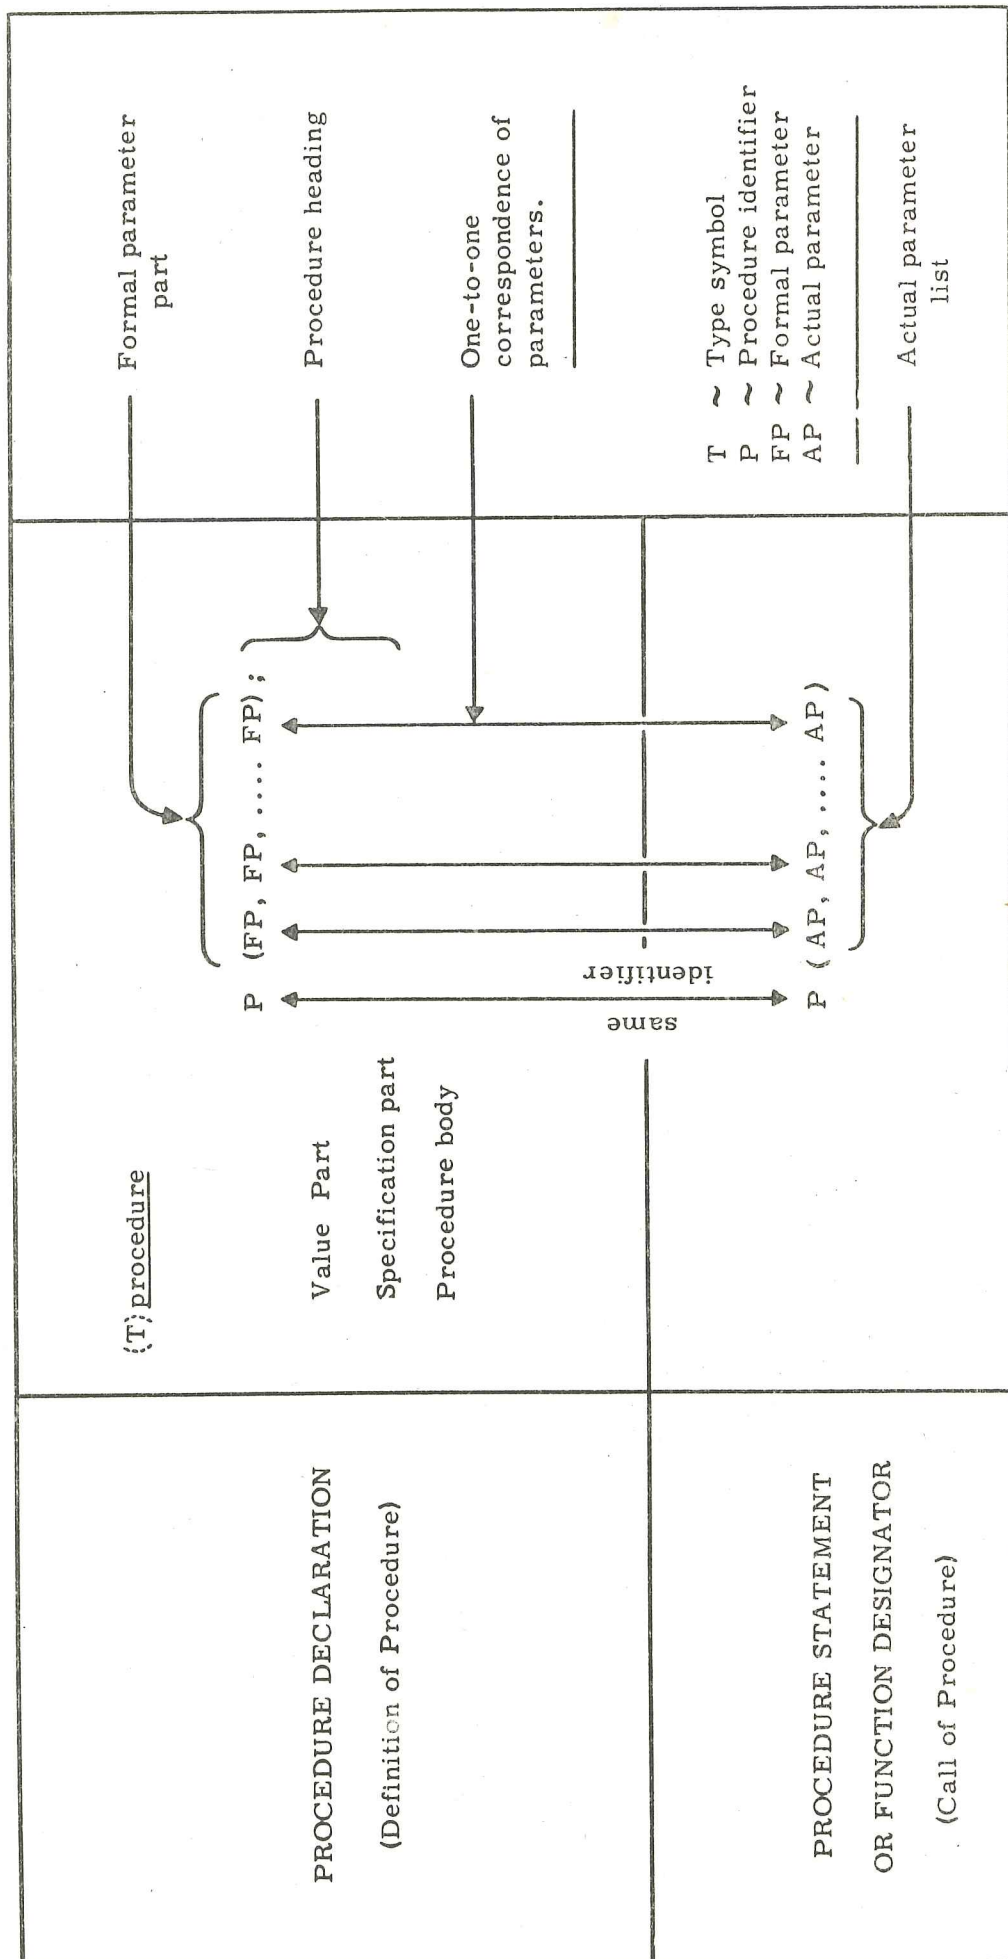 PROCEDURE DECLARATION
(Definition of Procedure)
(T) procedure
P (FP, FP, .... FP);
Value Part
Specification part
Procedure body
same identifier
Formal parameter
part
Procedure heading
One-to-one
correspondence of
parameters.
T ~ Type symbol
P ~ Procedure identifier
FP ~ Formal parameter
AP ~ Actual parameter
PROCEDURE STATEMENT
OR FUNCTION DESIGNATOR
(Call of Procedure)
P (AP, AP, .... AP)
Actual parameter
list